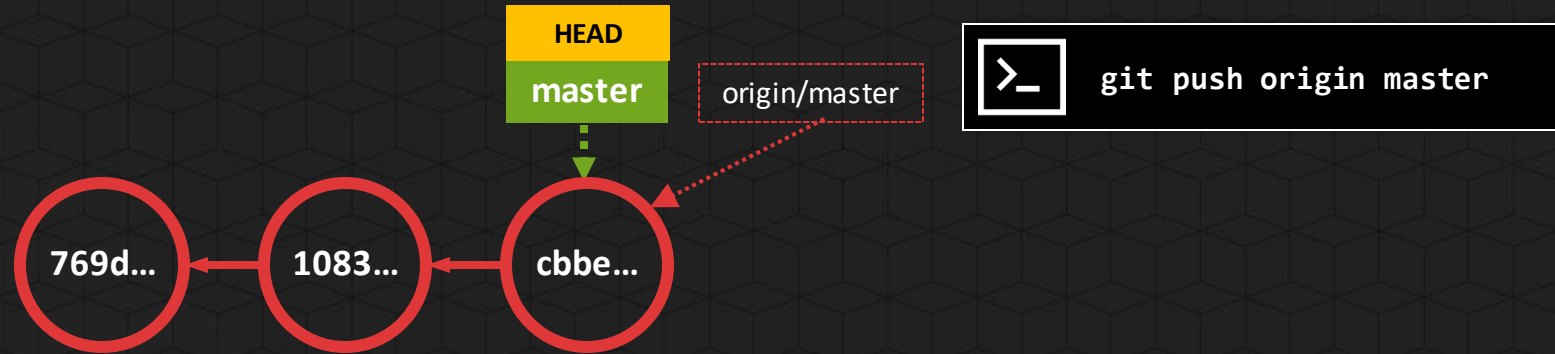 HEAD
master
origin/master
>_ git push origin master
769d…
1083…
cbbe…